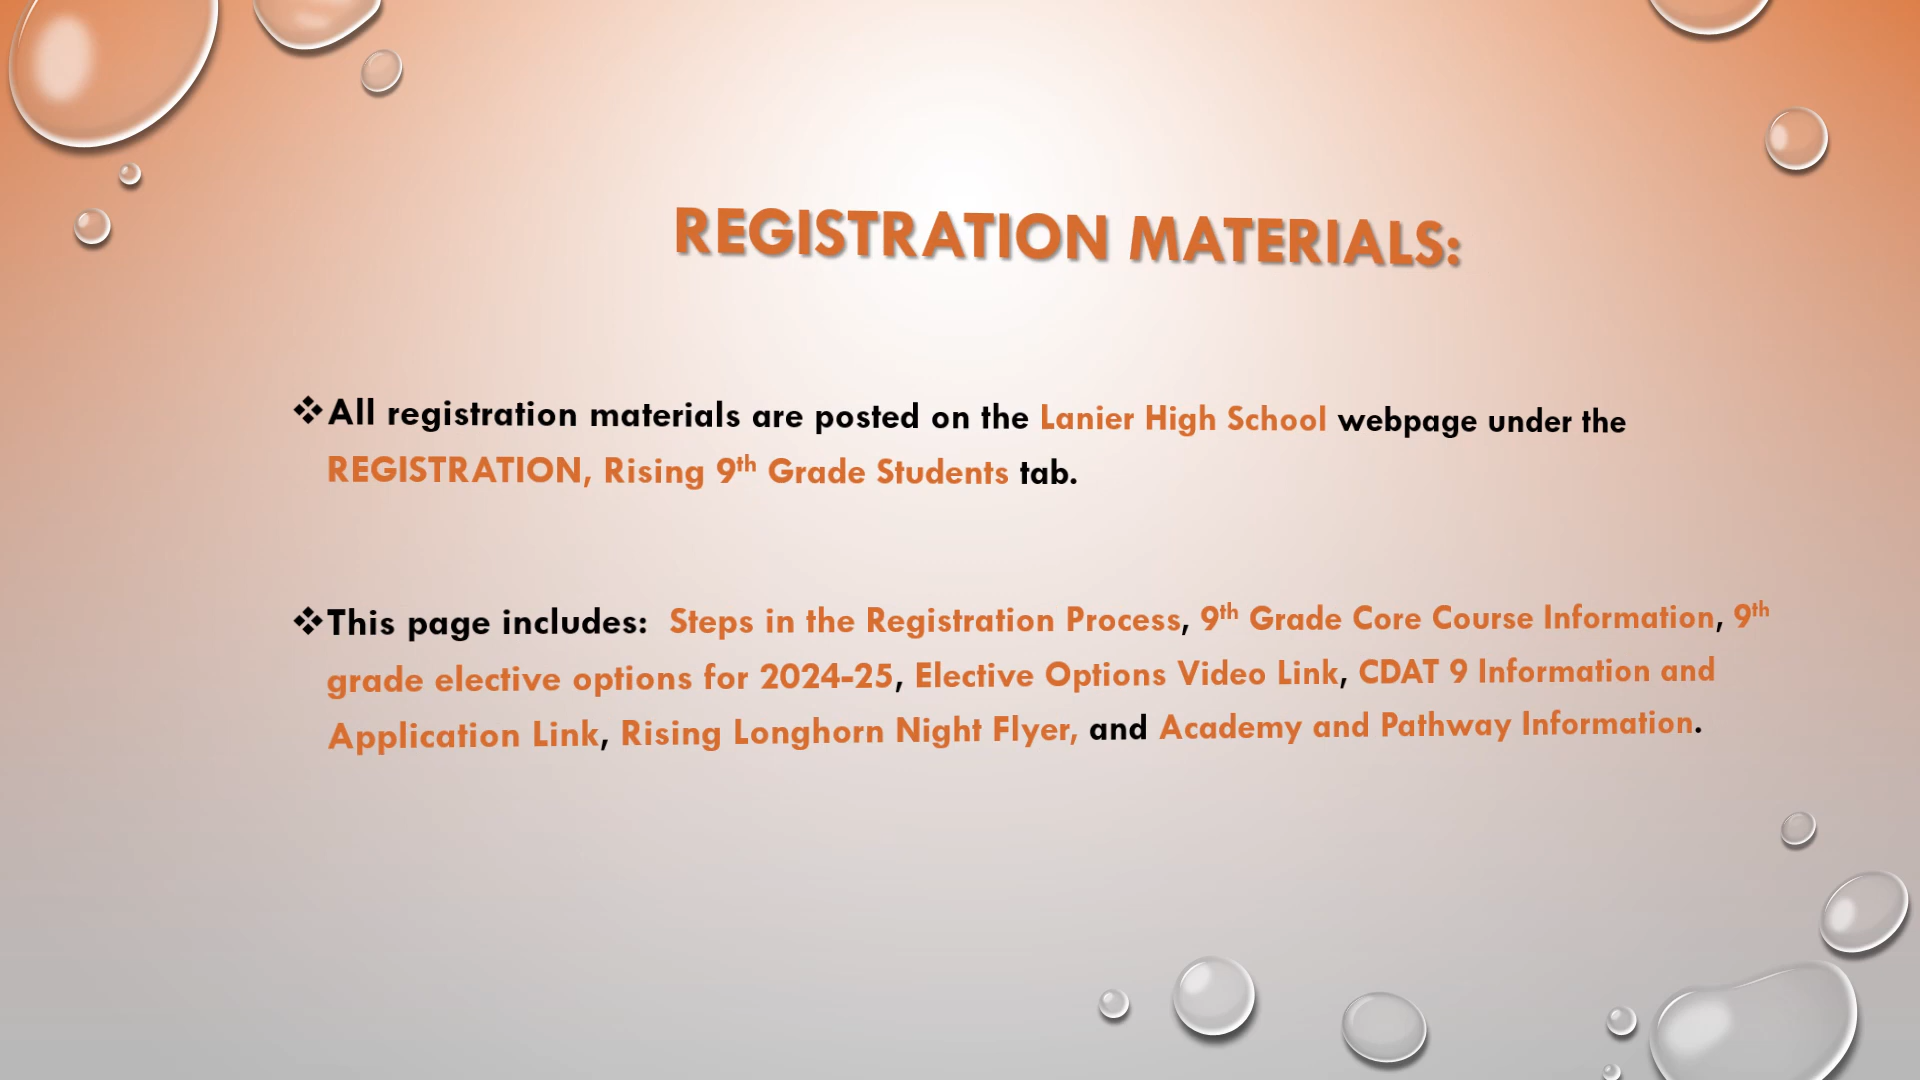 REGISTRATION MATERIALS:
❖All registration materials are posted on the Lanier High School webpage under the
REGISTRATION, Rising 9th Grade Students tab.
❖This page includes:  Steps in the Registration Process, 9th Grade Core Course Information, 9th
grade elective options for 2024-25, Elective Options Video Link, CDAT 9 Information and
Application Link, Rising Longhorn Night Flyer, and Academy and Pathway Information.